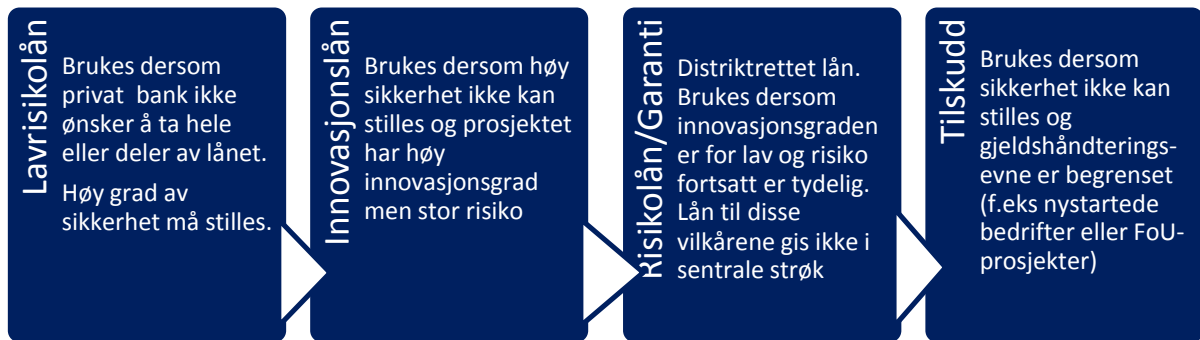 Lavrisikolån
Brukes dersom
privat bank ikke
ønsker å ta hele
eller deler av lånet.
Høy grad av
sikkerhet må stilles.
Innovasjonslån
Brukes dersom høy
sikkerhet ikke kan
stilles og prosjektet
har høy
innovasjonsgrad
men stor risiko
Risikolån/Garanti
Distriktrettet lån.
Brukes dersom
innovasjonsgraden
er for lav og risiko
fortsatt er tydelig.
Lån til disse
vilkårene gis ikke i
sentrale strøk
Tilskudd
Brukes dersom
sikkerhet ikke kan
stilles og
gjeldshåndterings-
evne er begrenset
(f.eks nystartede
bedrifter eller FoU-
prosjekter)